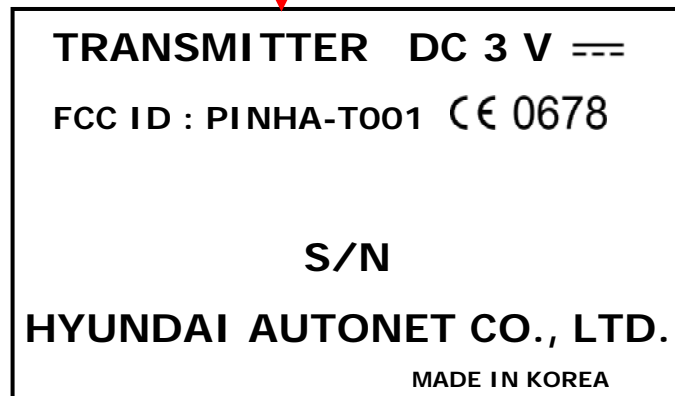 TRANSMITTER DC 3 V ⎓
FCC ID : PINHA-T001 CE 0678
S/N
HYUNDAI AUTONET CO., LTD.
MADE IN KOREA